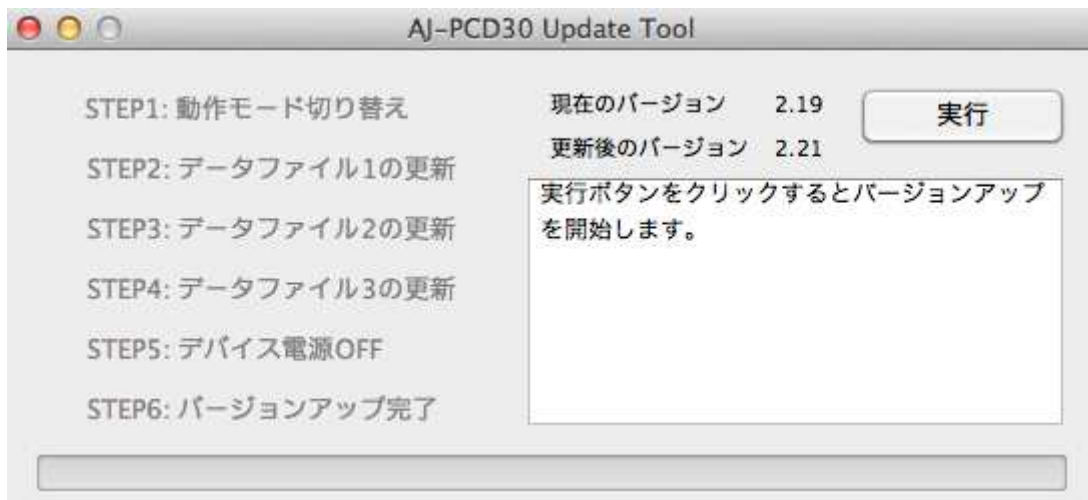 AJ-PCD30 Update Tool
STEP1: 動作モード切り替え
STEP2: データファイル1の更新
STEP3: データファイル2の更新
STEP4: データファイル3の更新
STEP5: デバイス電源OFF
STEP6: バージョンアップ完了
現在のバージョン 2.19
更新後のバージョン 2.21
実行
実行ボタンをクリックするとバージョンアップ
を開始します。